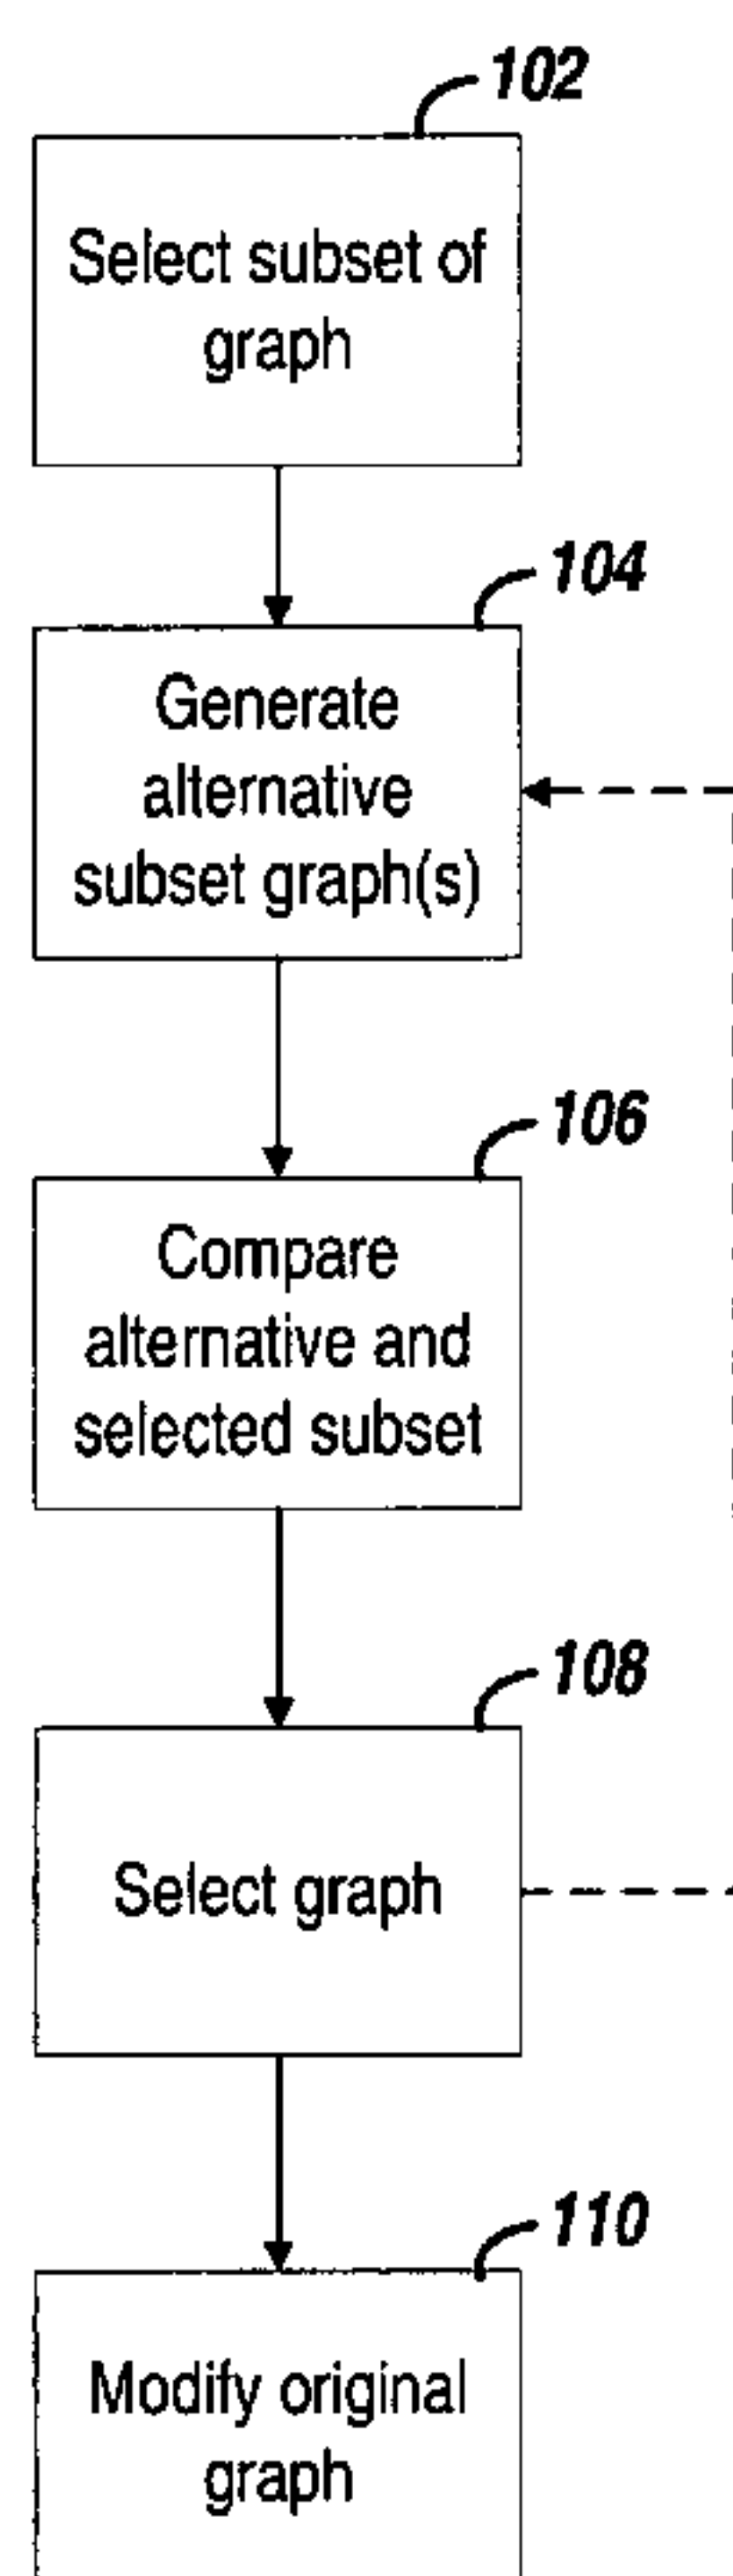 102
Select subset of
graph
104
Generate
alternative
subset graph(s)
106
Compare
alternative and
selected subset
108
Select graph
110
Modify original
graph